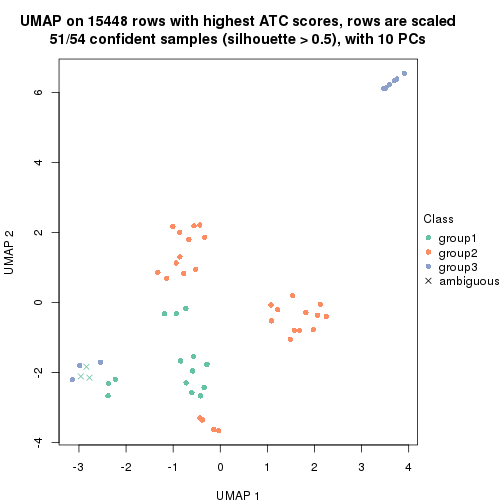 UMAP on 15448 rows with highest ATC scores, rows are scaled
51/54 confident samples (silhouette > 0.5), with 10 PCs
UMAP 2
6
4
2
0
-2
-4
-3
-2
-1
0
1
2
3
4
UMAP 1
Class
group1
group2
group3
ambiguous